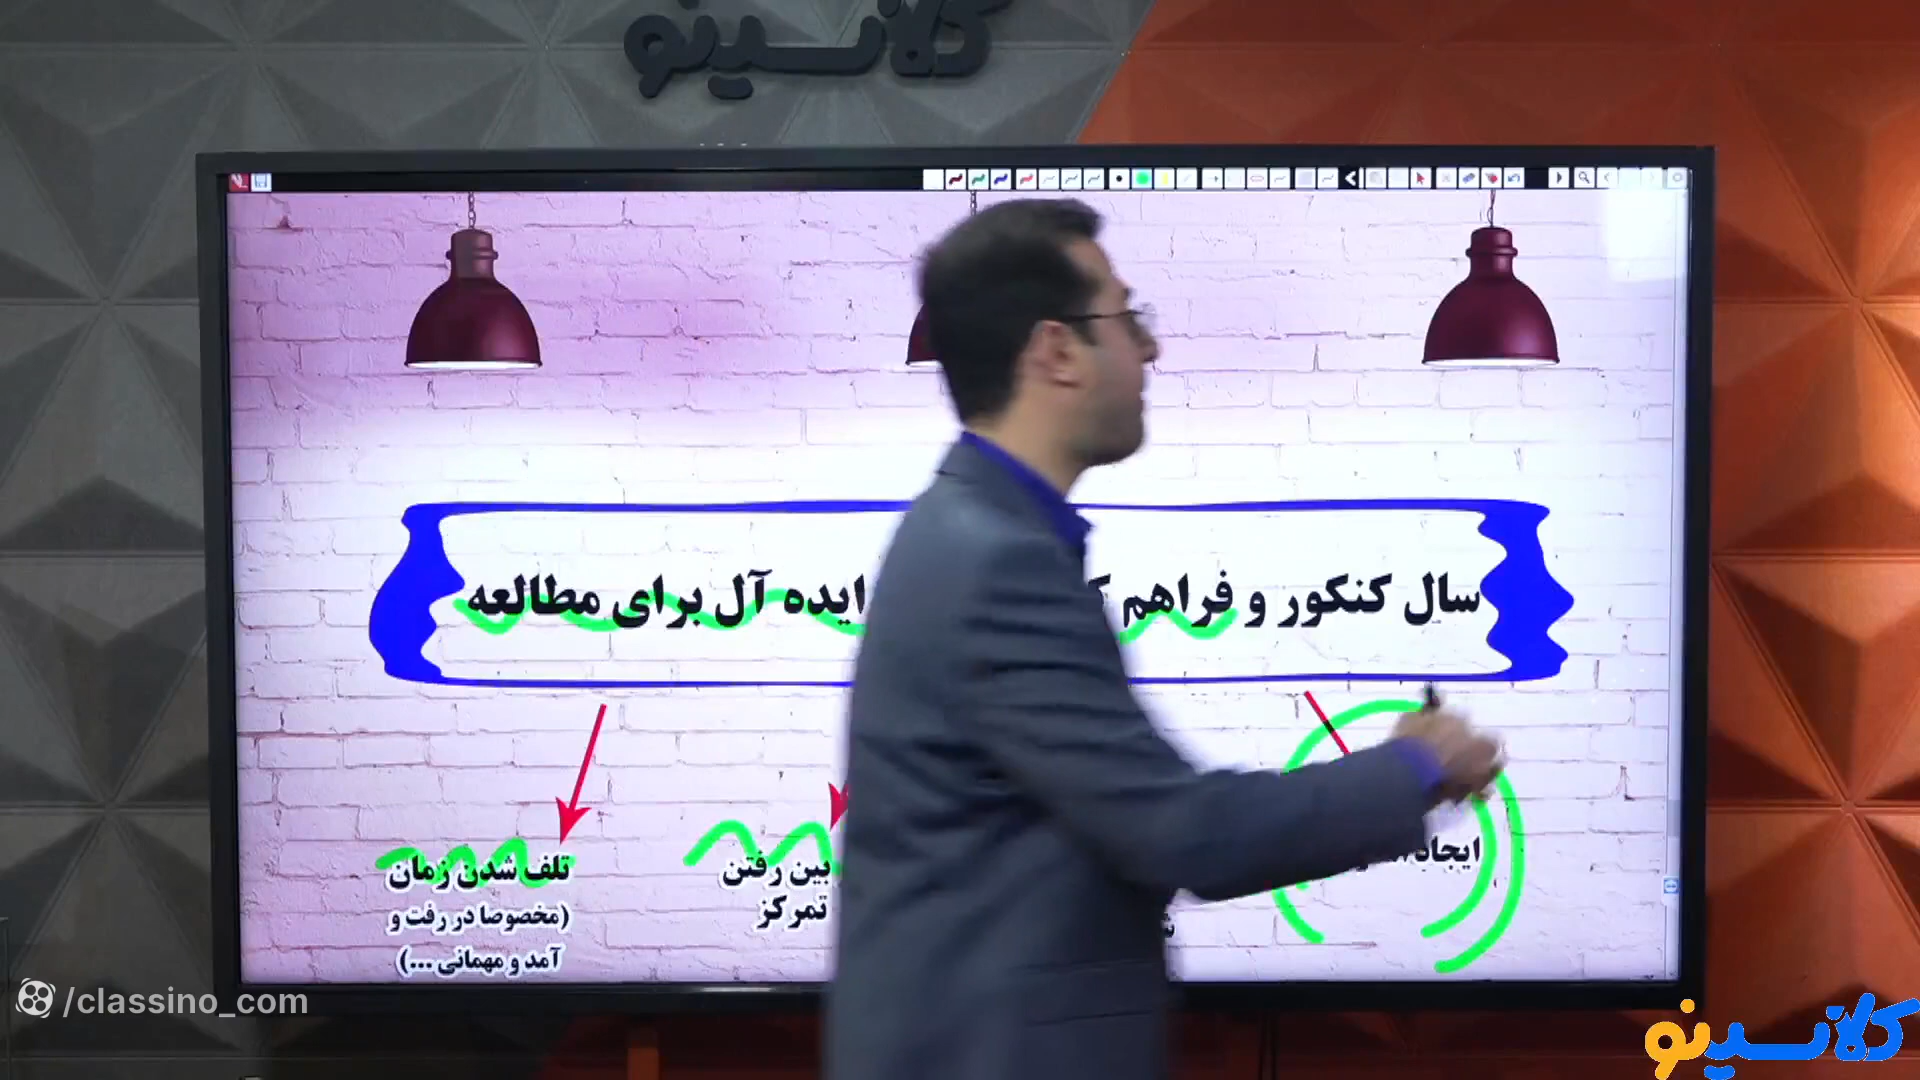 کلاسینو
سال کنکور و فراهم
ایده آل برای مطالعه
ایجاد
بین رفتن
تمرکز
تلف شدن زمان
(مخصوصا در رفت و
آمد و مهمانی ...)
/classino_com
کلاسینو